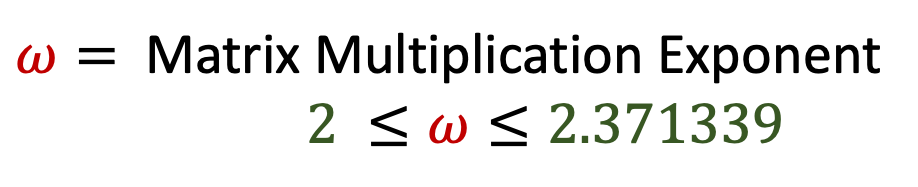 ω = Matrix Multiplication Exponent
2 ≤ ω ≤ 2.371339